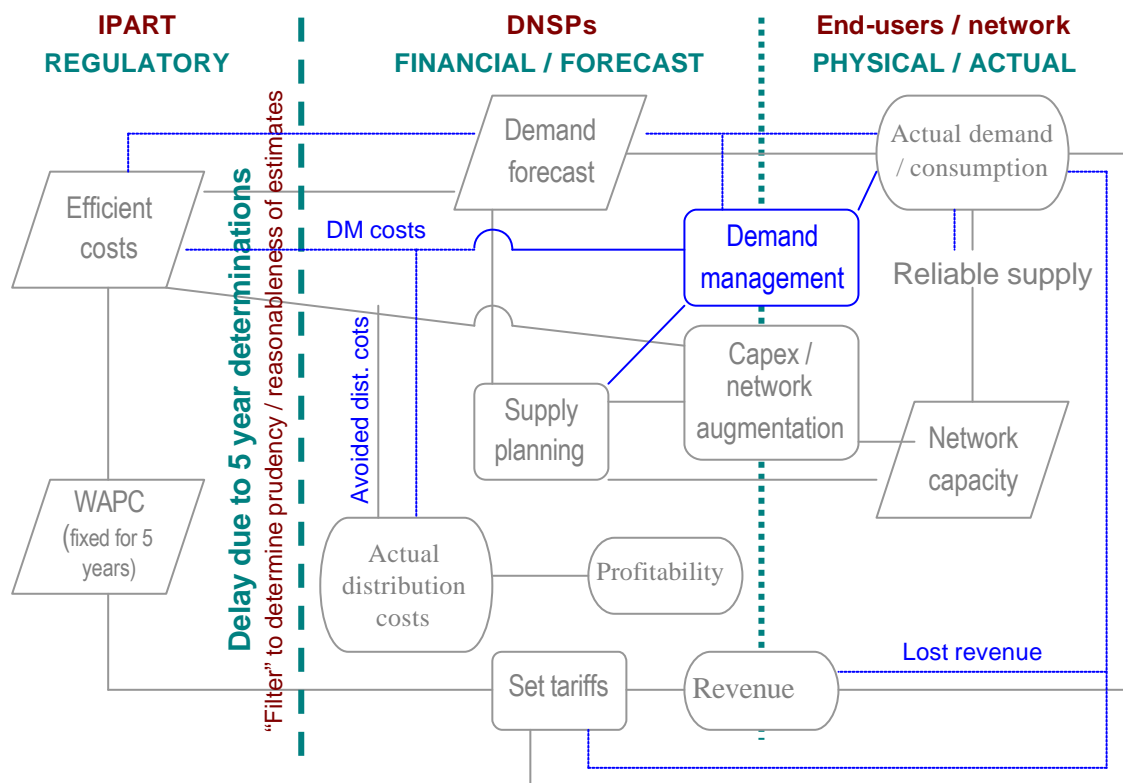 IPART
REGULATORY
DNSPs
FINANCIAL / FORECAST
End-users / network
PHYSICAL / ACTUAL
Demand
forecast
Actual demand
/ consumption
Efficient
costs
DM costs
Demand
management
Reliable supply
Delay due to 5 year determinations
“Filter” to determine prudency / reasonableness of estimates
Avoided dist. cots
Capex /
network
augmentation
Supply
planning
Network
capacity
WAPC
(fixed for 5
years)
Actual
distribution
costs
Profitability
Lost revenue
Set tariffs
Revenue